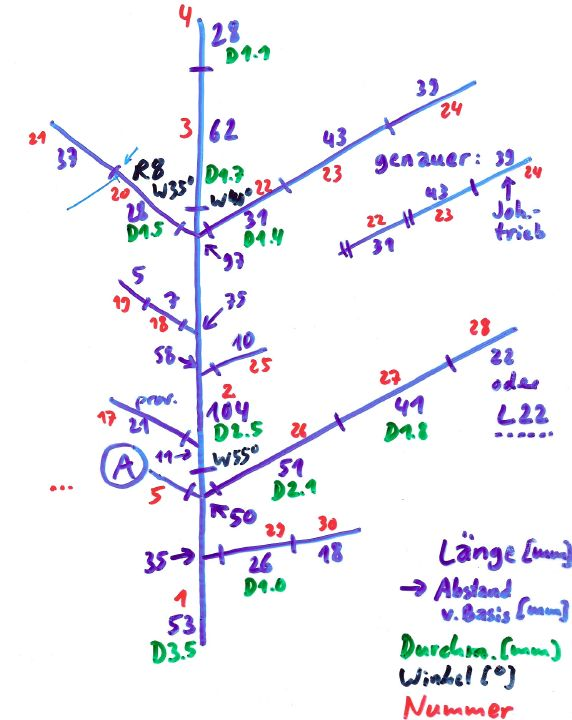 4
28
D1.1
39
24
21
37
3
62
43
23
R8
W35°
D1.7
W40°
22
genauer:
39
24
20
28
D1.5
31
D1.4
43
22
23
31
Joh.-
trieb
97
5
7
75
19
18
58
10
25
28
2
104
D2.5
27
22
oder
L22
prov.
17
21
11
W55°
26
41
D1.8
A
...
5
51
D2.1
50
29
30
35
26
18
D1.0
1
53
D3.5
Länge [mm]
→ Abstand
v. Basis [mm]
Durchm. [mm]
Winkel [°]
Nummer